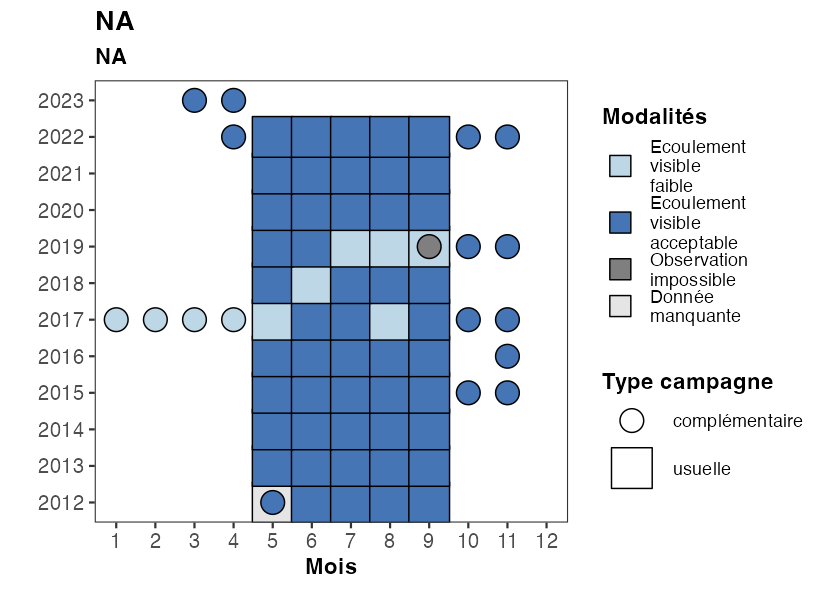 NA
NA
2023
2022
2021
2020
2019
2018
2017
2016
2015
2014
2013
2012
1 2 3 4 5 6 7 8 9 10 11 12
Mois
Modalités
Ecoulement
visible
faible
Ecoulement
visible
acceptable
Observation
impossible
Donnée
manquante
Type campagne
complémentaire
usuelle